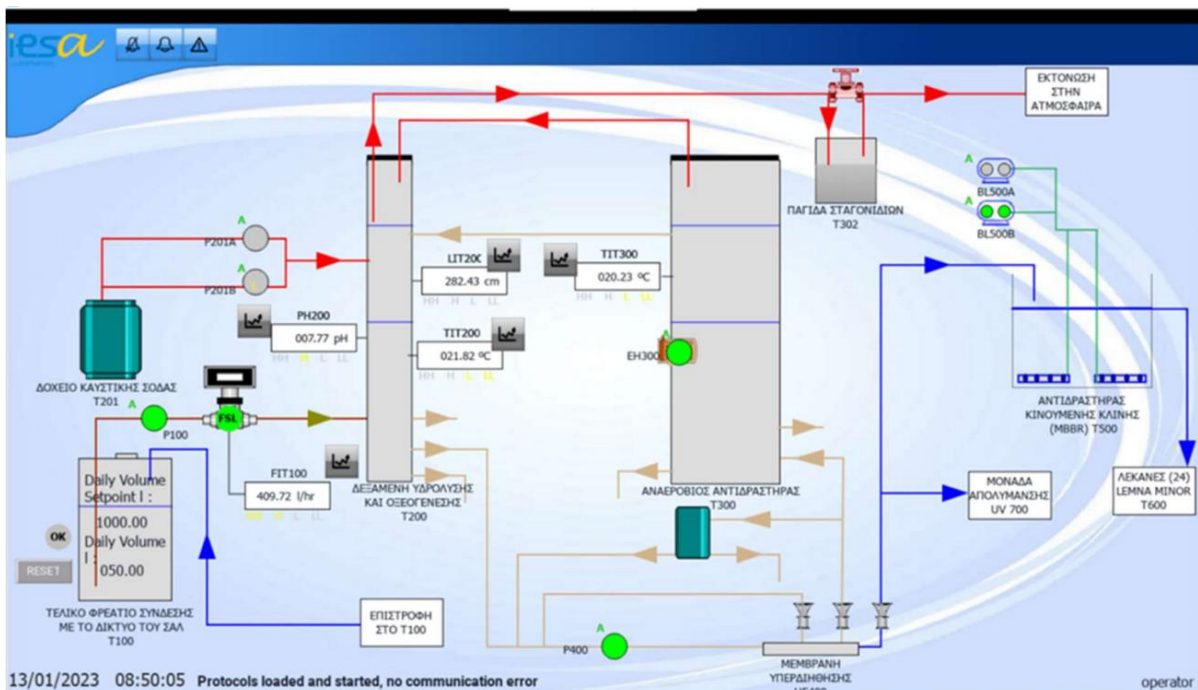 iesa
ΕΚΤΟΝΩΣΗ
ΣΤΗΝ
ΑΤΜΟΣΦΑΙΡΑ
A
BL500A
A
BL500B
ΠΑΓΙΔΑ ΣΤΑΓΟΝΙΔΙΩΝ
T302
A
P201A
A
P201B
L
LIT200
282.43 cm
HH H L LL
TIT300
020.23 ºC
HH H L LL
PH200
007.77 pH
HH H L LL
TIT200
021.82 ºC
HH H L LL
A
EH300
ΔΟΧΕΙΟ ΚΑΥΣΤΙΚΗΣ ΣΟΔΑΣ
T201
A
P100
FSL
FIT100
409.72 l/hr
HH H L LL
ΔΕΞΑΜΕΝΗ ΥΔΡΟΛΥΣΗΣ
ΚΑΙ ΟΞΕΟΓΕΝΕΣΗΣ
T200
ΑΝΑΕΡΟΒΙΟΣ ΑΝΤΙΔΡΑΣΤΗΡΑΣ
T300
ΑΝΤΙΔΡΑΣΤΗΡΑΣ
ΚΙΝΟΥΜΕΝΗΣ ΚΛΙΝΗΣ
(MBBR) T500
ΜΟΝΑΔΑ
ΑΠΟΛΥΜΑΝΣΗΣ
UV 700
ΛΕΚΑΝΕΣ (24)
LEMNA MINOR
T600
Daily Volume
Setpoint l :
1000.00
Daily Volume
l :
050.00
OK
RESET
ΤΕΛΙΚΟ ΦΡΕΑΤΙΟ ΣΥΝΔΕΣΗΣ
ΜΕ ΤΟ ΔΙΚΤΥΟ ΤΟΥ ΣΑΛ
T100
ΕΠΙΣΤΡΟΦΗ
ΣΤΟ T100
A
P400
ΜΕΜΒΡΑΝΗ
ΥΠΕΡΔΙΗΘΗΣΗΣ
13/01/2023 08:50:05 Protocols loaded and started, no communication error
operator